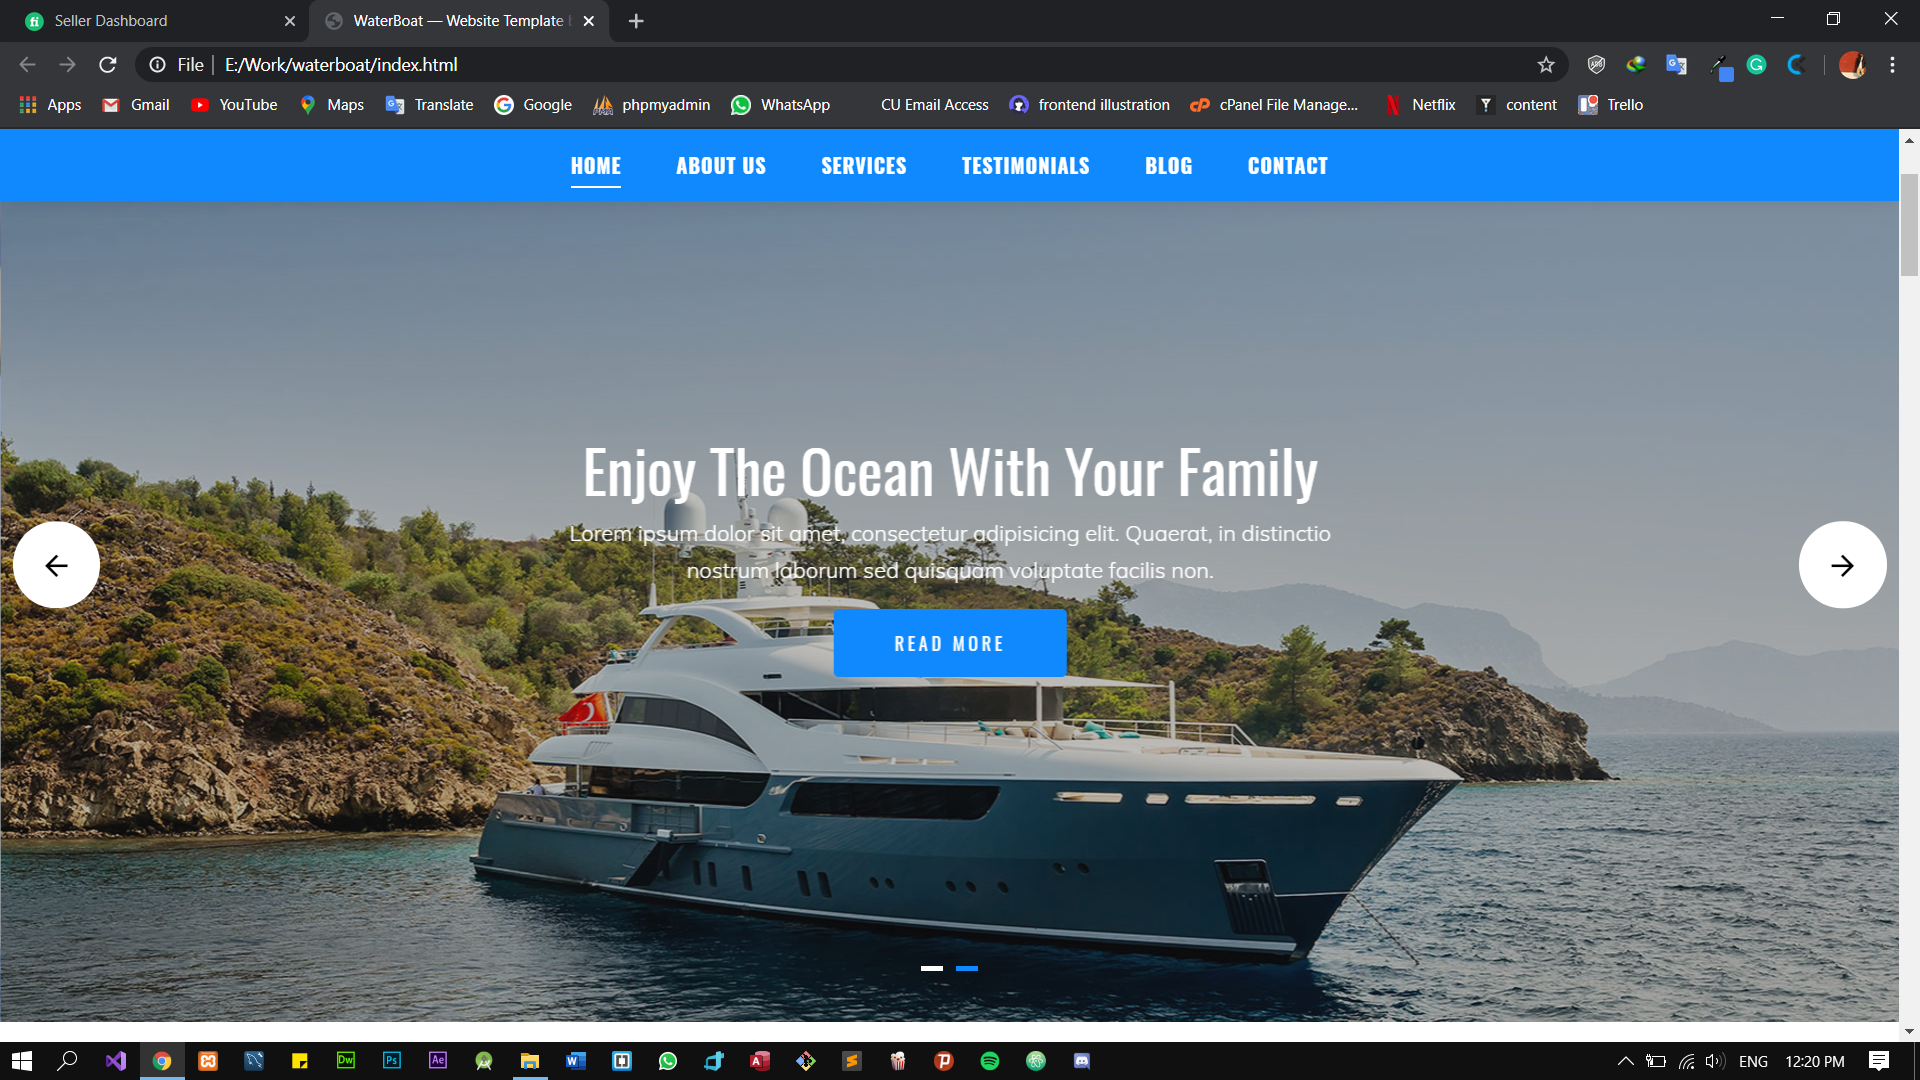 Seller Dashboard
WaterBoat — Website Template
File
E:/Work/waterboat/index.html
Apps
Gmail
YouTube
Maps
Translate
Google
phpmyadmin
WhatsApp
CU Email Access
frontend illustration
cPanel File Manage...
Netflix
content
Trello
HOME
ABOUT US
SERVICES
TESTIMONIALS
BLOG
CONTACT
Enjoy The Ocean With Your Family
Lorem ipsum dolor sit amet, consectetur adipisicing elit. Quaerat, in distinctio
nostrum laborum sed quisquam voluptate facilis non.
READ MORE
ENG
12:20 PM